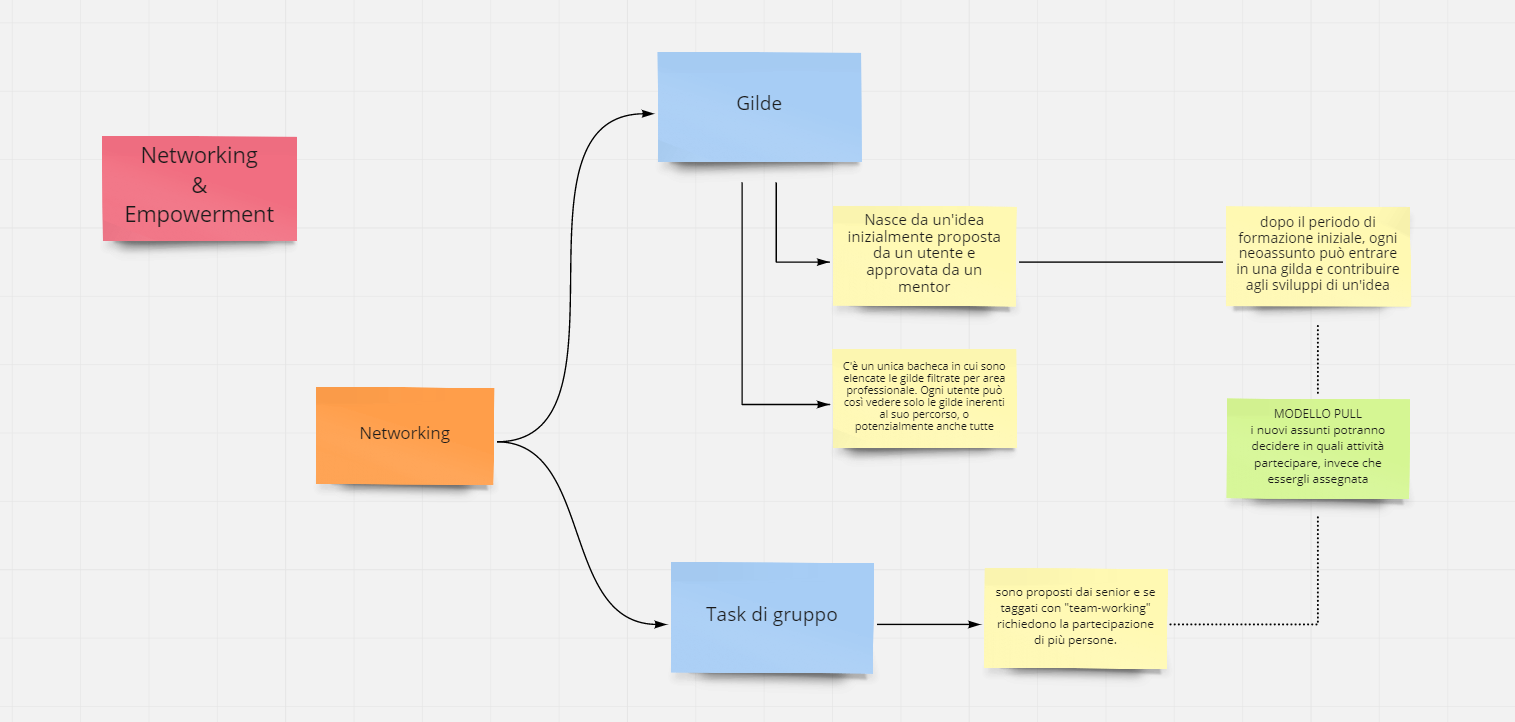 Networking
&
Empowerment
Gilde
Nasce da un'idea
inizialmente proposta
da un utente e
approvata da un
mentor
dopo il periodo di
formazione iniziale, ogni
neoassunto può entrare
in una gilda e contribuire
agli sviluppi di un'idea
C'è un unica bacheca in cui sono
elencate le gilde filtrate per area
professionale. Ogni utente può
così vedere solo le gilde inerenti
al suo percorso, o
potenzialmente anche tutte
Networking
MODELLO PULL
i nuovi assunti potranno
decidere in quali attività
partecipare, invece che
essergli assegnata
Task di gruppo
sono proposti dai senior e se
taggati con "team-working"
richiedono la partecipazione
di più persone.